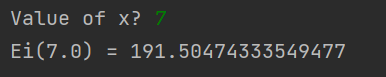 Value of x? 7
Ei(7.0) = 191.50474333549477